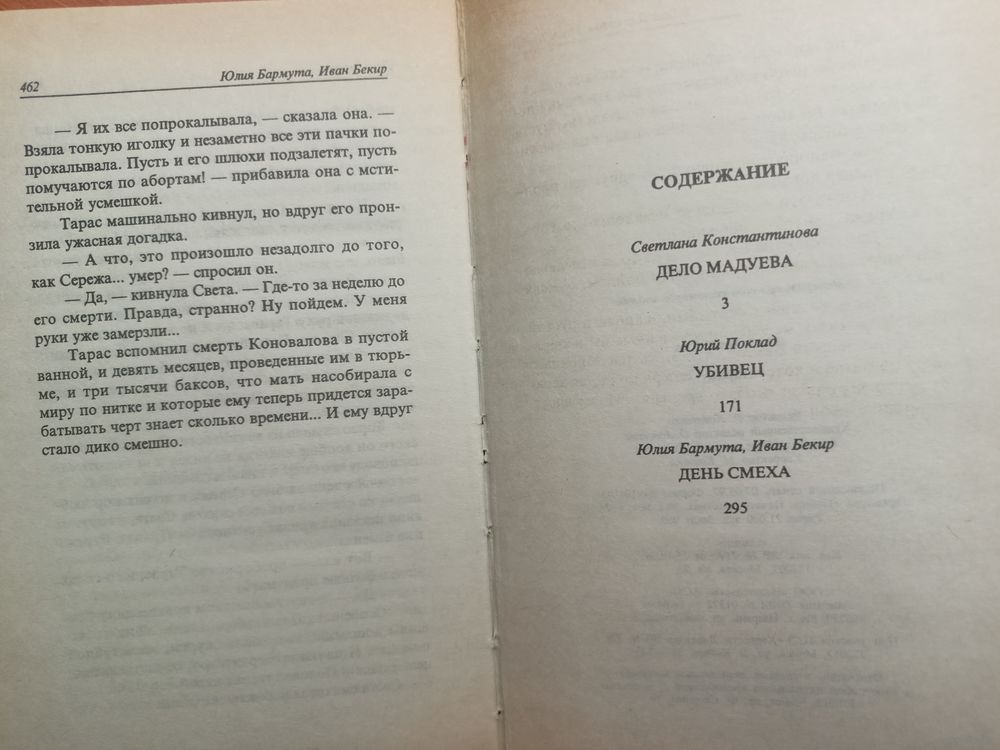 462
Юлия Бармута, Иван Бекир
— Я их все попрокалывала, — сказала она. —
Взяла тонкую иголку и незаметно все эти пачки по-
прокалывала. Пусть и его шлюхи подзалетят, пусть
помучаются по абортам! — прибавила она с мсти-
тельной усмешкой.
Тарас машинально кивнул, но вдруг его прон-
зила ужасная догадка.
— А что, это произошло незадолго до того,
как Сережа... умер? — спросил он.
— Да, — кивнула Света. — Где-то за неделю до
его смерти. Правда, странно? Ну пойдем. У меня
руки уже замерзли...
Тарас вспомнил смерть Коновалова в пустой
ванной, и девять месяцев, проведенные им в тюрь-
ме, и три тысячи баксов, что мать насобирала с
миру по нитке и которые ему теперь придется зара-
батывать черт знает сколько времени... И ему вдруг
стало дико смешно.
СОДЕРЖАНИЕ
Светлана Константинова
ДЕЛО МАДУЕВА
3
Юрий Поклад
УБИВЕЦ
171
Юлия Бармута, Иван Бекир
ДЕНЬ СМЕХА
295